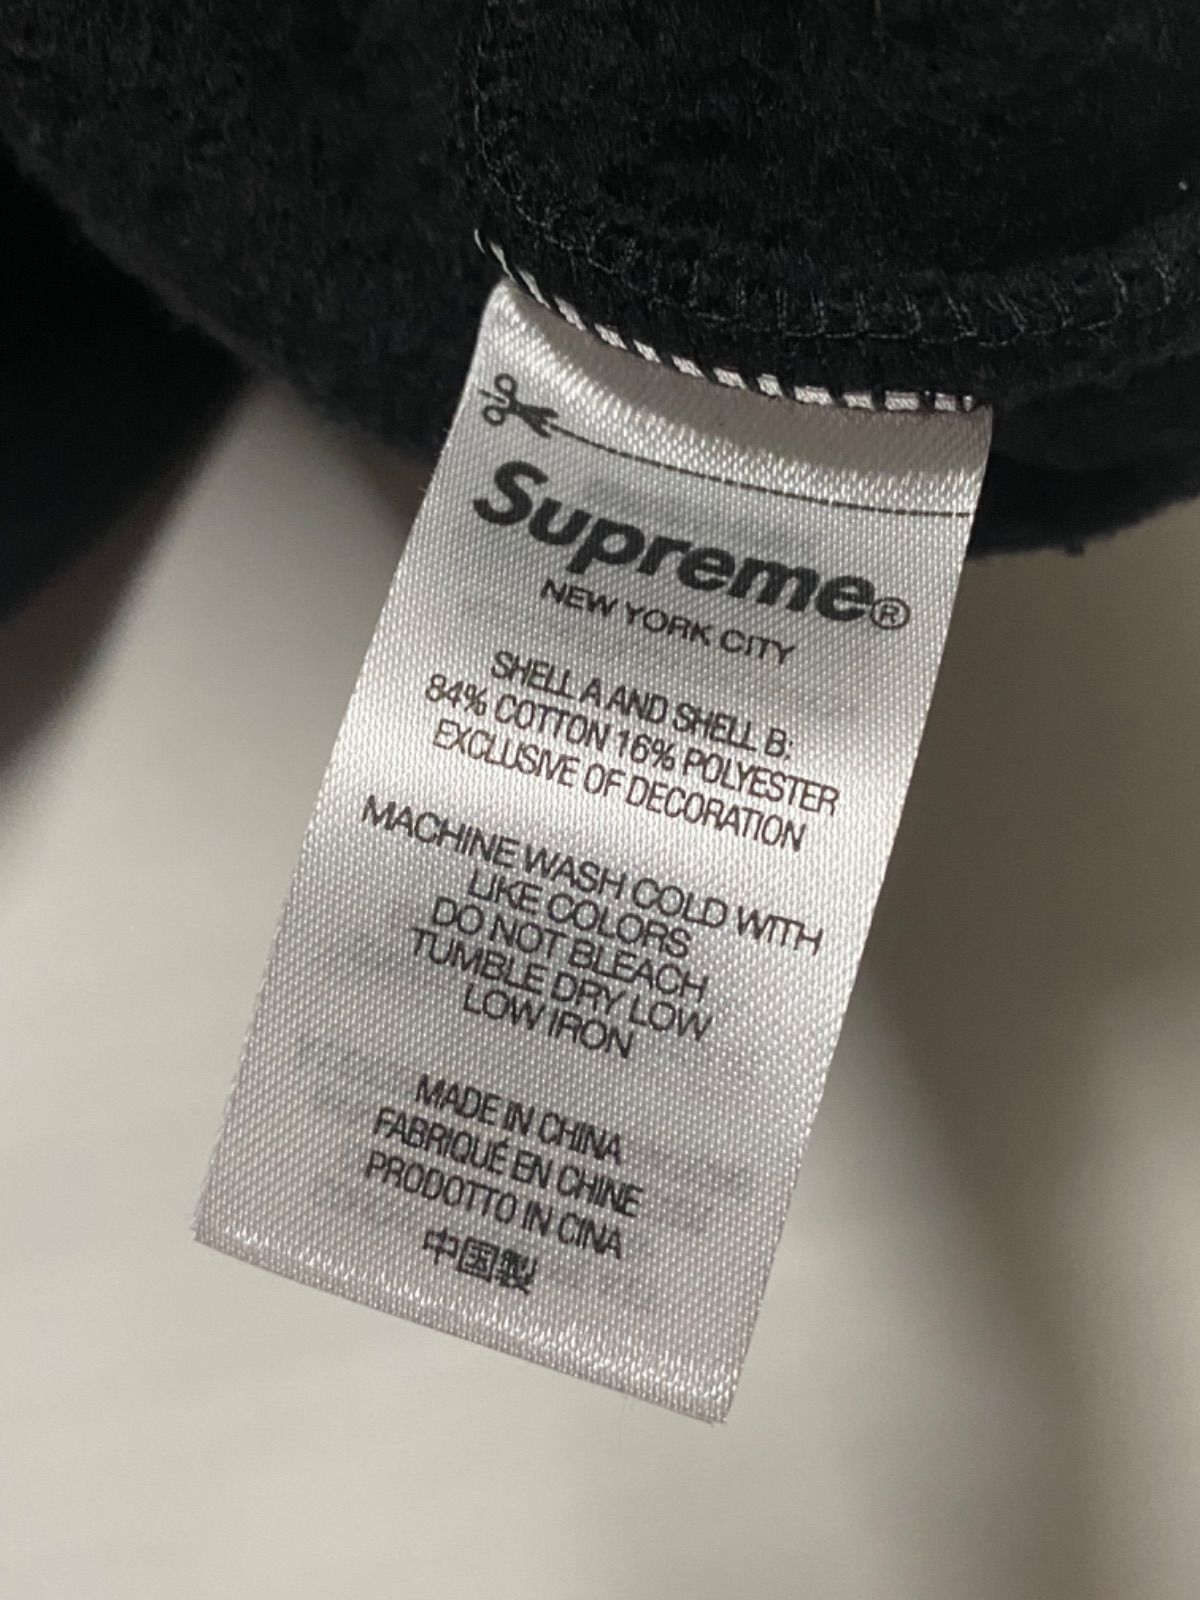 Supreme®
NEW YORK CITY
SHELL A AND SHELL B:
84% COTTON 16% POLYESTER
EXCLUSIVE OF DECORATION
MACHINE WASH COLD WITH
LIKE COLORS
DO NOT BLEACH
TUMBLE DRY LOW
LOW IRON
MADE IN CHINA
FABRIQUÉ EN CHINE
PRODOTTO IN CINA
中国製